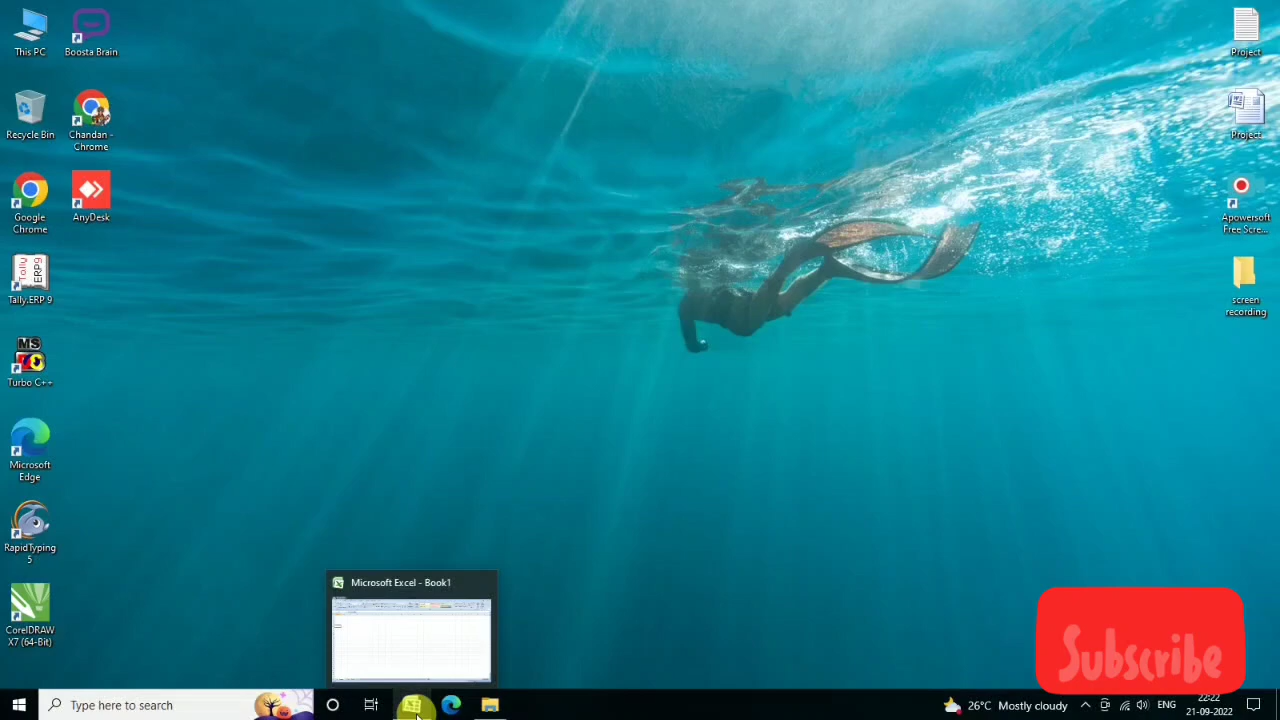 This PC
Boosta Brain
Recycle Bin
Chandan -
Chrome
Google
Chrome
AnyDesk
Tally.ERP 9
MS
Turbo C++
Microsoft
Edge
RapidTyping
5
CorelDRAW
X7 (64-Bit)
Project
Project
Apowersoft
Free Scre...
screen
recording
Microsoft Excel - Book1
Subscribe
Type here to search
26°C Mostly cloudy
ENG
22:22
21-09-2022